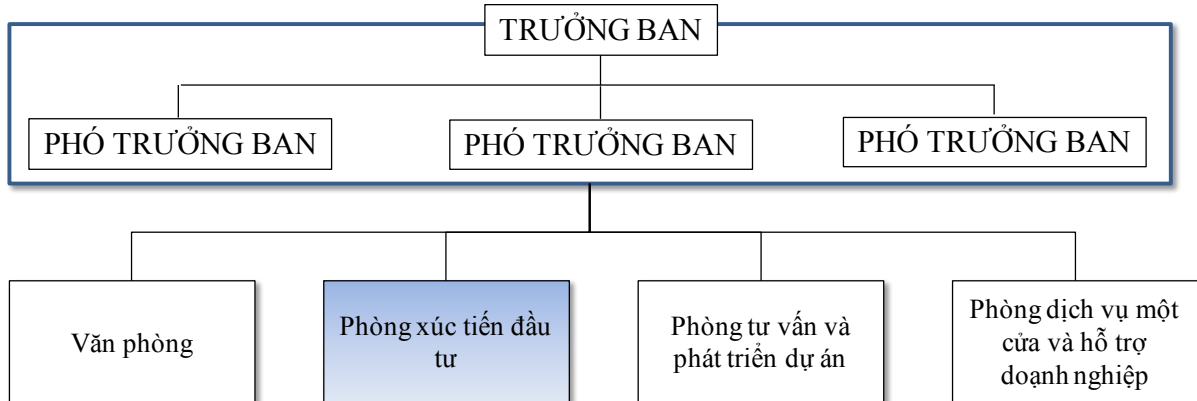 TRƯỞNG BAN
PHÓ TRƯỞNG BAN
PHÓ TRƯỞNG BAN
PHÓ TRƯỞNG BAN
Văn phòng
Phòng xúc tiến đầu
tư
Phòng tư vấn và
phát triển dự án
Phòng dịch vụ một
cửa và hỗ trợ
doạnh nghiệp